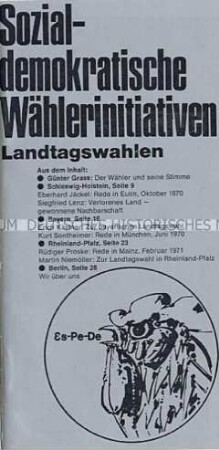 Sozial-
demokratische
Wählerinitiativen
Landtagswahlen
Aus dem Inhalt:
● Günter Grass: Der Wähler und seine Stimme
● Schleswig-Holstein, Seite 9
Eberhard Jäckel: Rede in Eutin, Oktober 1970
Siegfried Lenz: Verlorenes Land –
gewonnene Nachbarschaft
● Bayern, Seite
Kurt Sontheimer: Rede in München, Juni 1970
● Rheinland-Pfalz, Seite 23
Rüdiger Proske: Rede in Mainz, Februar 1971
Martin Niemöller: Zur Landtagswahl in Rheinland-Pfalz
● Berlin, Seite 28
Wir über uns
Es-Pe-De